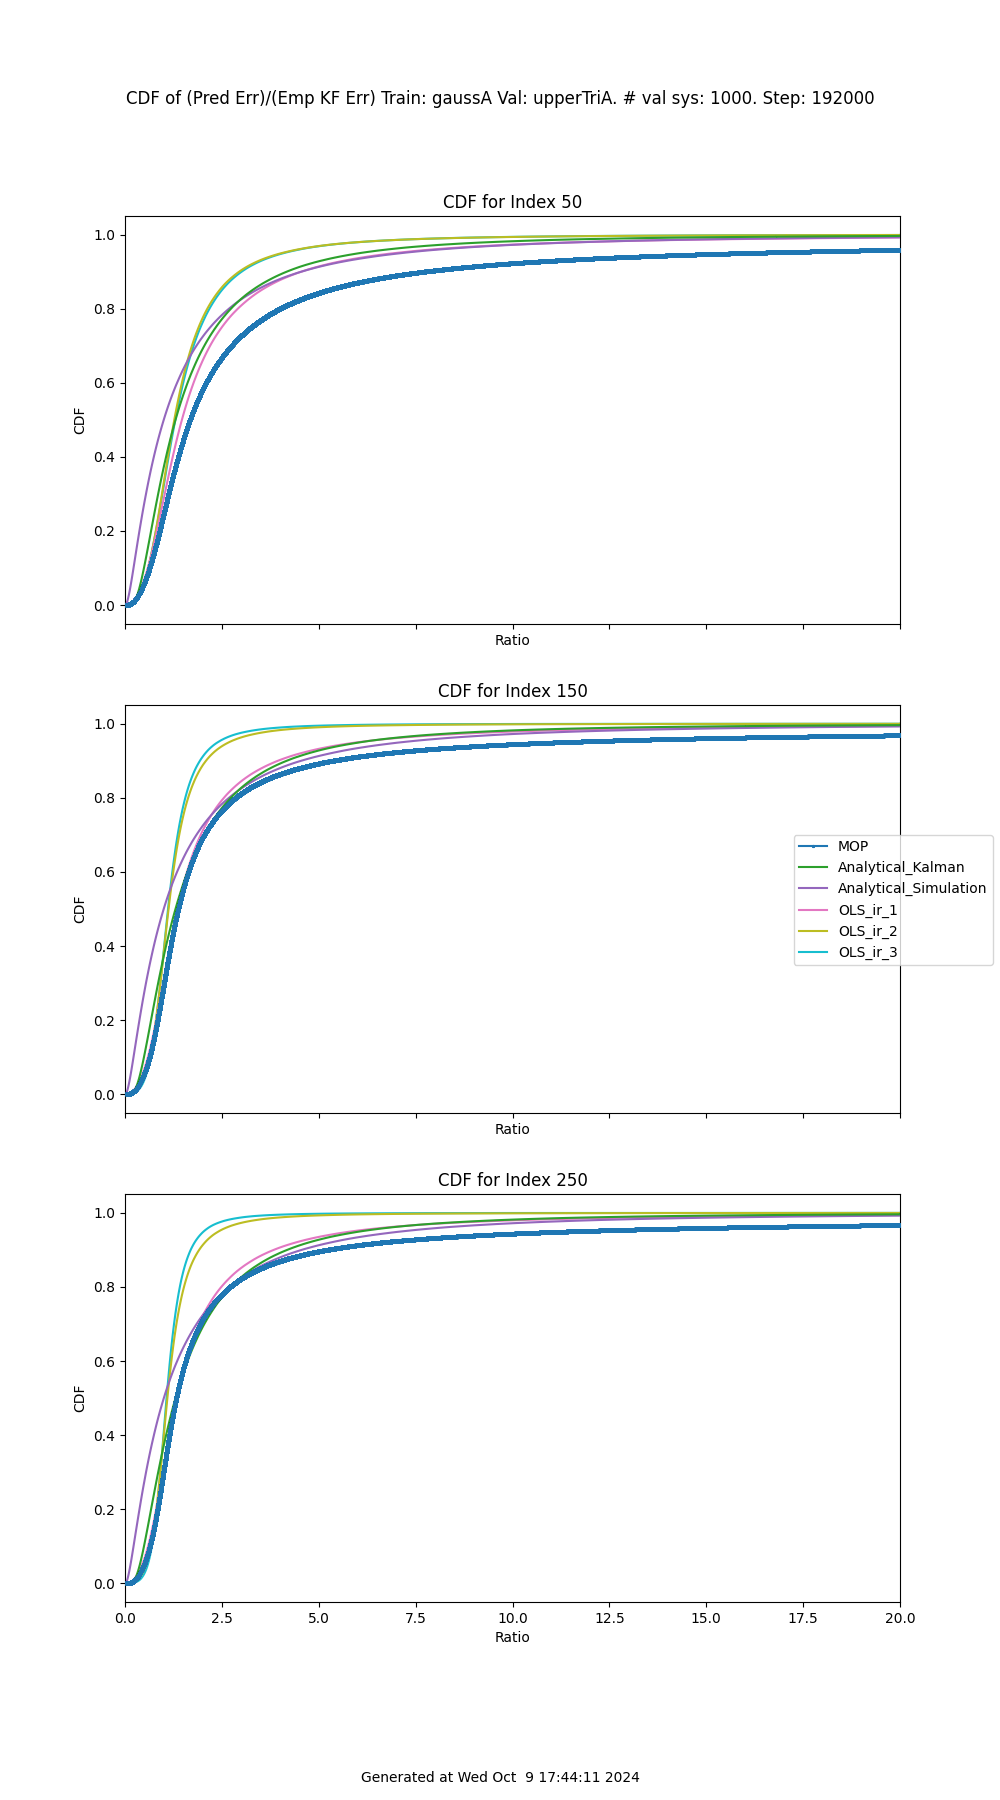 CDF of (Pred Err)/(Emp KF Err) Train: gaussA Val: upperTriA. # val sys: 1000. Step: 192000
CDF for Index 50
1.0
0.8
0.6
0.4
0.2
0.0
CDF
Ratio
CDF for Index 150
1.0
0.8
0.6
0.4
0.2
0.0
CDF
Ratio
MOP
Analytical_Kalman
Analytical_Simulation
OLS_ir_1
OLS_ir_2
OLS_ir_3
CDF for Index 250
1.0
0.8
0.6
0.4
0.2
0.0
CDF
0.0 2.5 5.0 7.5 10.0 12.5 15.0 17.5 20.0
Ratio
Generated at Wed Oct  9 17:44:11 2024